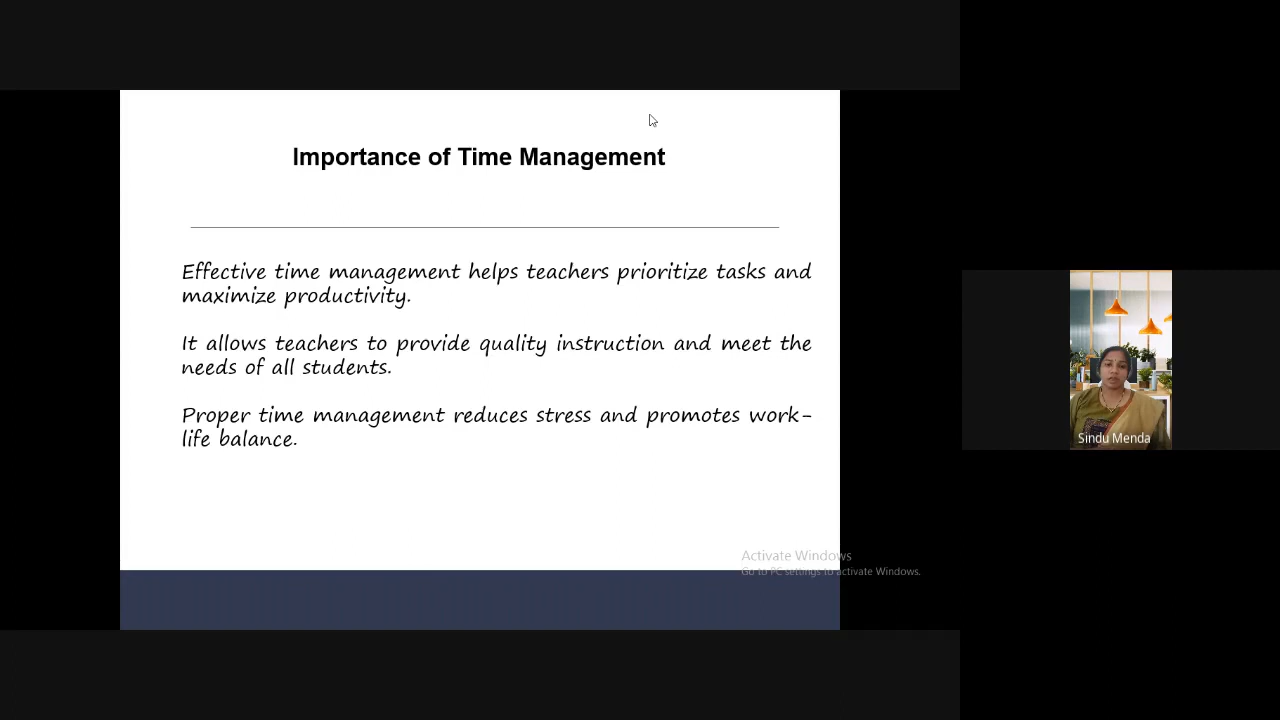 Importance of Time Management
Effective time management helps teachers prioritize tasks and
maximize productivity.
It allows teachers to provide quality instruction and meet the
needs of all students.
Proper time management reduces stress and promotes work-
life balance.
Sindu Menda
Activate Windows
Go to PC settings to activate Windows.